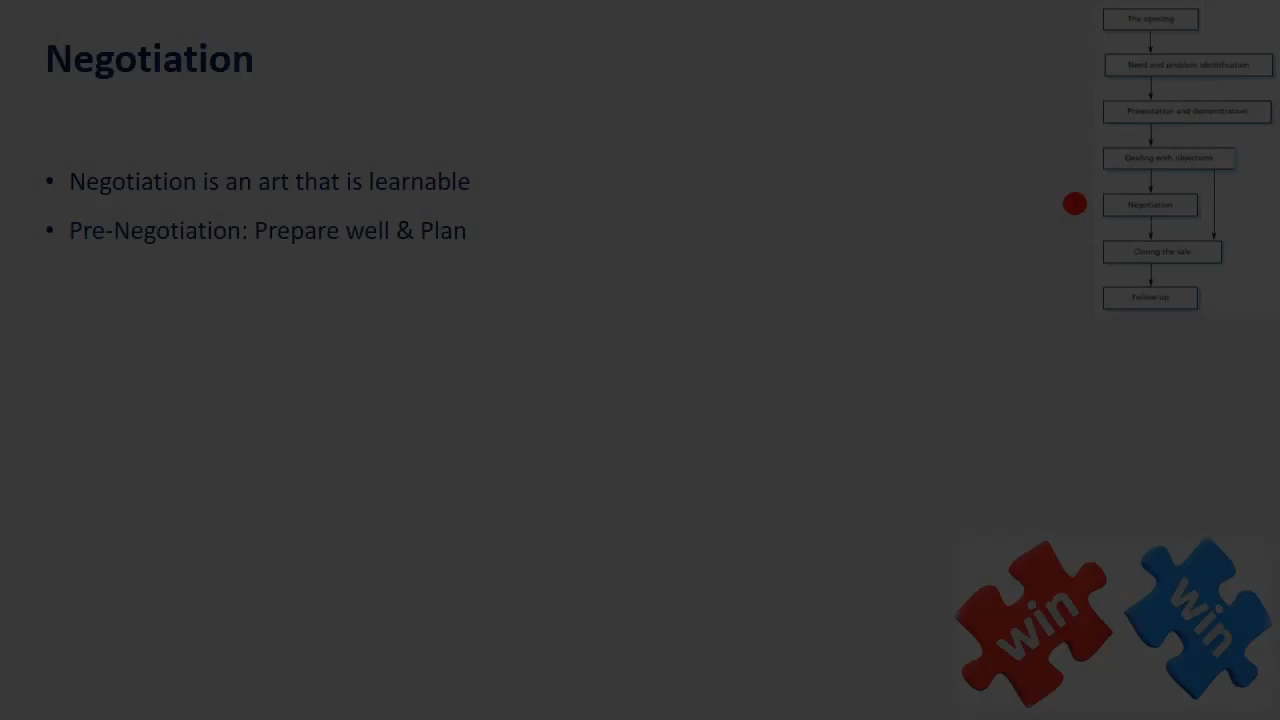 Negotiation
• Negotiation is an art that is learnable
• Pre-Negotiation: Prepare well & Plan
The opening
Need and problem identification
Presentation and demonstration
Dealing with objections
Negotiation
Closing the sale
Follow-up
win
win